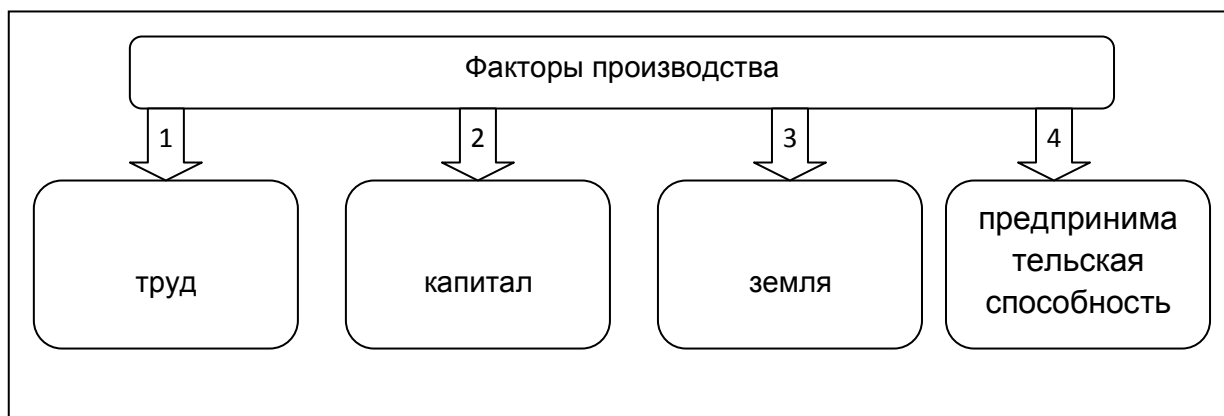 Факторы производства
1
2
3
4
труд
капитал
земля
предпринима
тельская
способность